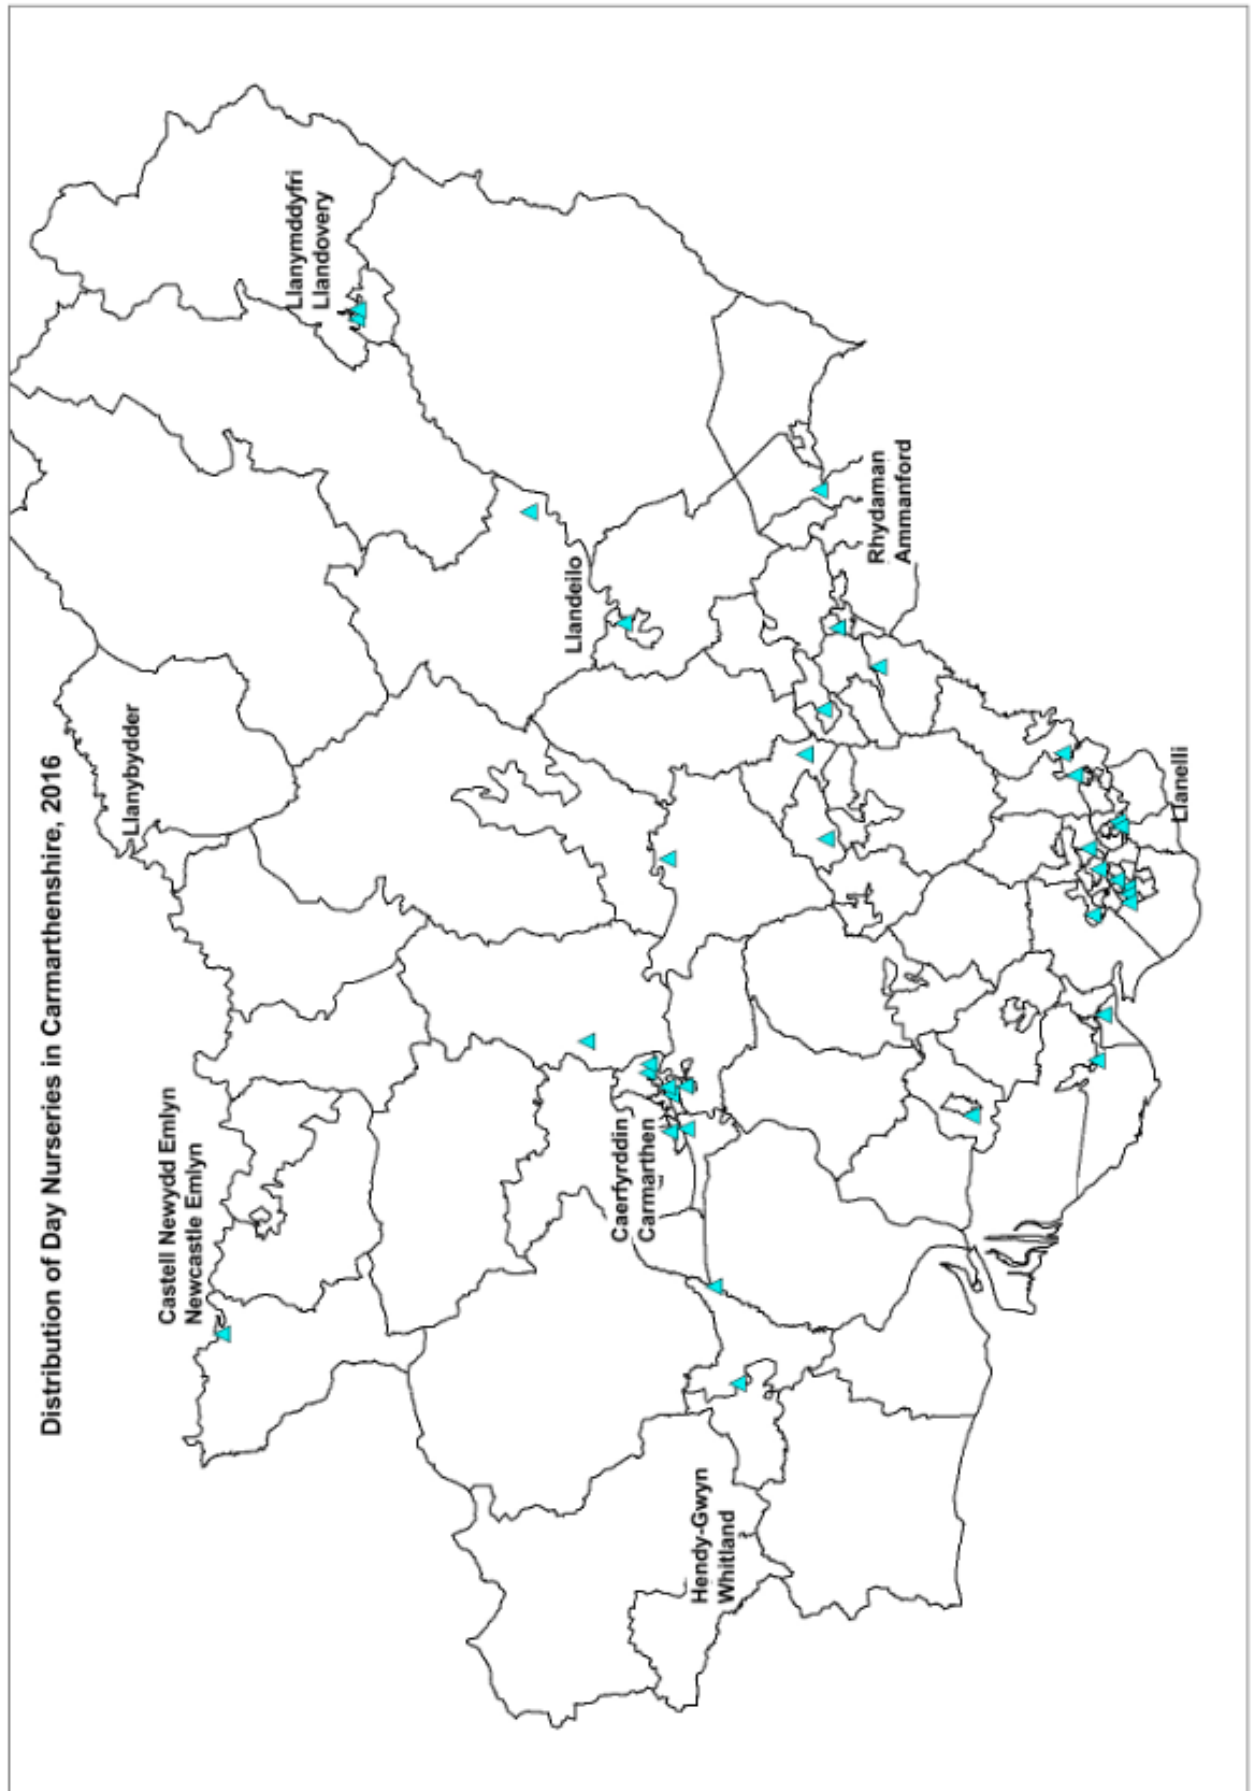 Distribution of Day Nurseries in Carmarthenshire, 2016
Castell Newydd Emlyn
Newcastle Emlyn
Llanybydder
Llanymddyfri
Llandovery
Llandeilo
Caerfyrddin
Carmarthen
Hendy-Gwyn
Whitland
Rhydaman
Ammanford
Llanelli